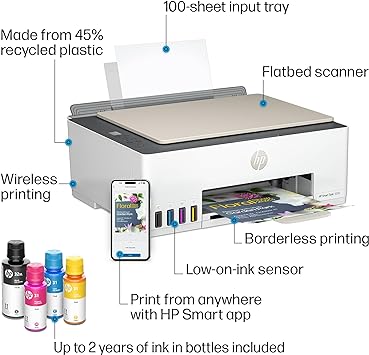 100-sheet input tray
Made from 45%
recycled plastic
Flatbed scanner
hp
Wireless
printing
Borderless printing
Low-on-ink sensor
Print from anywhere
with HP Smart app
Up to 2 years of ink in bottles included